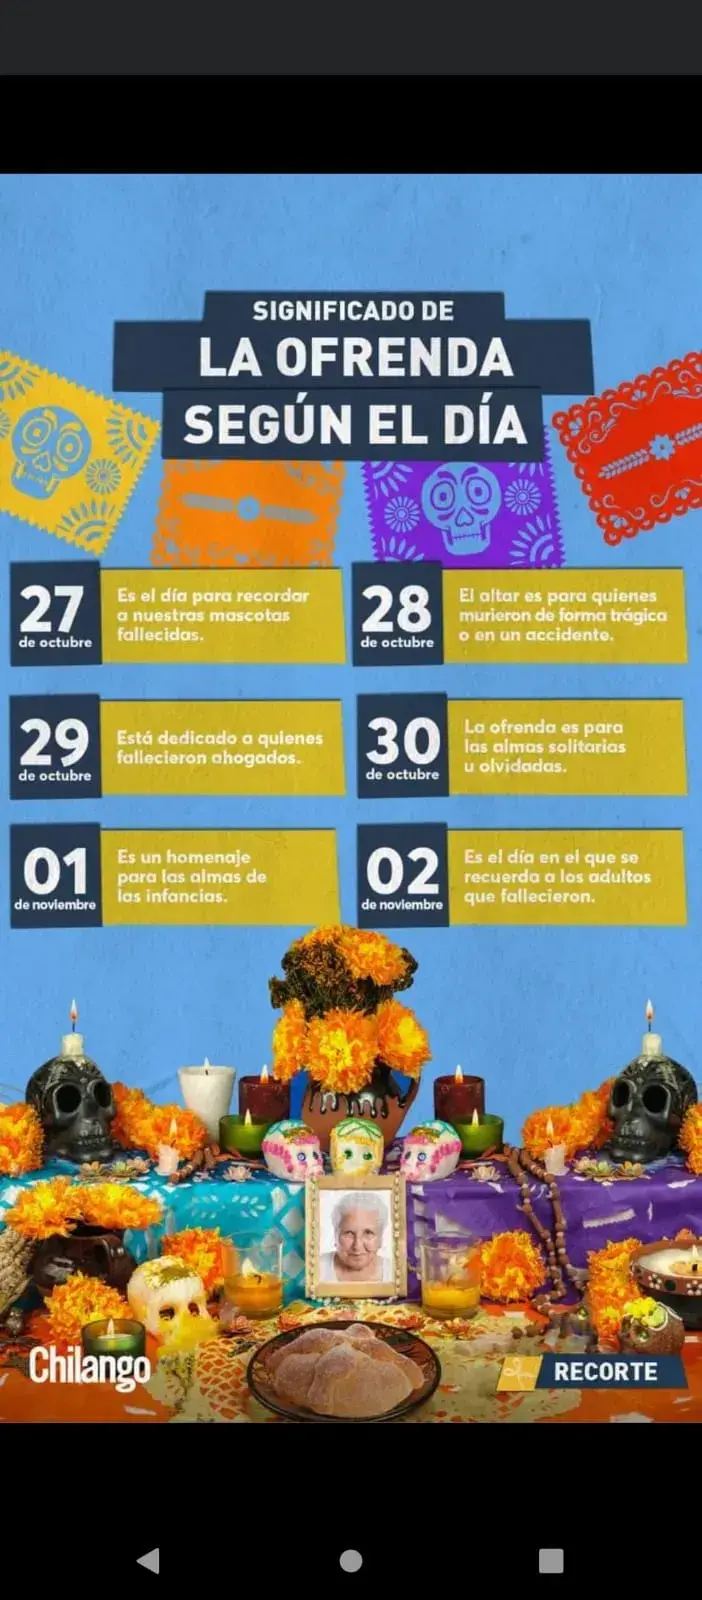 SIGNIFICADO DE
LA OFRENDA
SEGÚN EL DÍA
27
de octubre
Es el día para recordar
a nuestras mascotas
fallecidas.
28
de octubre
El altar es para quienes
murieron de forma trágica
o en un accidente.
29
de octubre
Está dedicado a quienes
fallecieron ahogados.
30
de octubre
La ofrenda es para
las almas solitarias
u olvidadas.
01
de noviembre
Es un homenaje
para las almas de
las infancias.
02
de noviembre
Es el día en el que se
recuerda a los adultos
que fallecieron.
Chilango
RECORTE